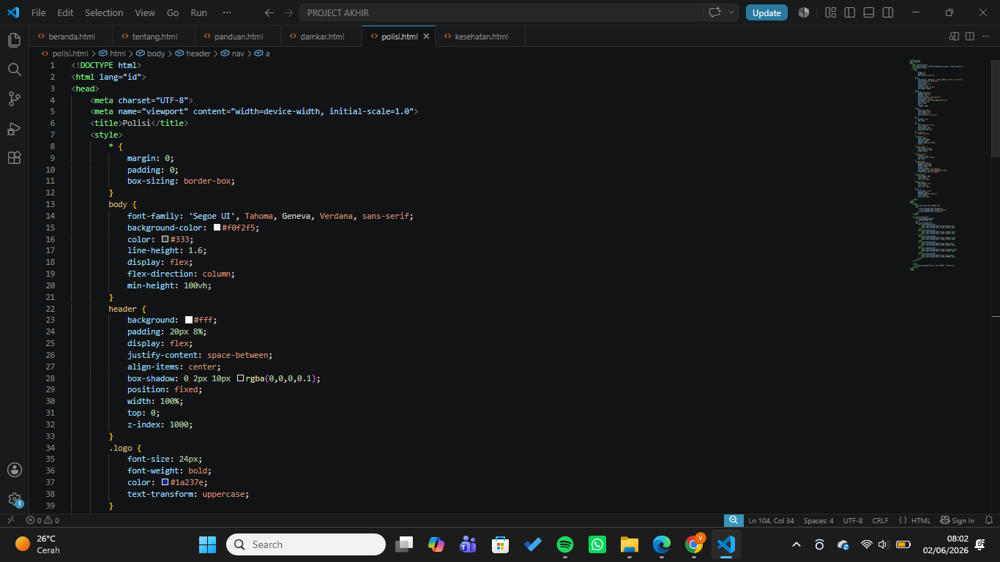 File Edit Selection View Go Run ··· PROJECT AKHIR Update
beranda.html tentang.html panduan.html damkar.html polisi.html kesehatan.html
polisi.html > html > body > header > nav > a
1 <!DOCTYPE html>
2 <html lang="id">
3 <head>
4 <meta charset="UTF-8">
5 <meta name="viewport" content="width=device-width, initial-scale=1.0">
6 <title>Polisi</title>
7 <style>
8 * {
9 margin: 0;
10 padding: 0;
11 box-sizing: border-box;
12 }
13 body {
14 font-family: 'Segoe UI', Tahoma, Geneva, Verdana, sans-serif;
15 background-color: #f0f2f5;
16 color: #333;
17 line-height: 1.6;
18 display: flex;
19 flex-direction: column;
20 min-height: 100vh;
21 }
22 header {
23 background: #fff;
24 padding: 20px 8%;
25 display: flex;
26 justify-content: space-between;
27 align-items: center;
28 box-shadow: 0 2px 10px rgba(0,0,0,0.1);
29 position: fixed;
30 width: 100%;
31 top: 0;
32 z-index: 1000;
33 }
34 .logo {
35 font-size: 24px;
36 font-weight: bold;
37 color: #1a237e;
38 text-transform: uppercase;
39 }
1
0 0 Ln 104, Col 34 Spaces: 4 UTF-8 CRLF {} HTML Sign In
26°C
Cerah
Search
V
08:02
02/06/2026